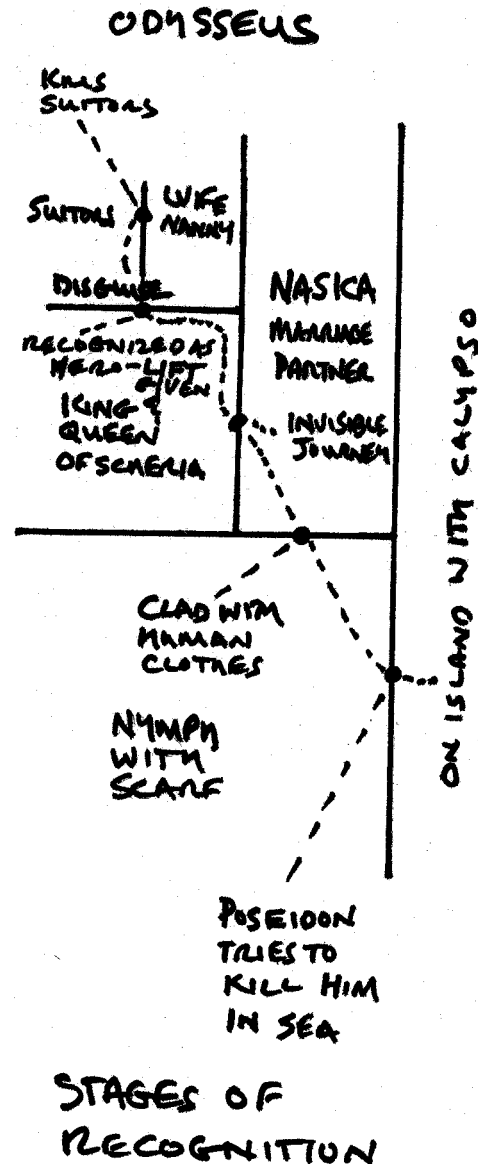 ODYSSEUS
KILLS
SUITORS
SUITORS
WIFE
NANNY
DISGUISE
RECOGNIZED AS
HERO-LIFT
GIVEN
KING &
QUEEN
OF SCHERIA
NASICA
MARRIAGE
PARTNER
INVISIBLE
JOURNEY
ON ISLAND WITH CALYPSO
CLAD WITH
HUMAN
CLOTHES
NYMPH
WITH
SCARF
POSEIDON
TRIES TO
KILL HIM
IN SEA
STAGES OF
RECOGNITION